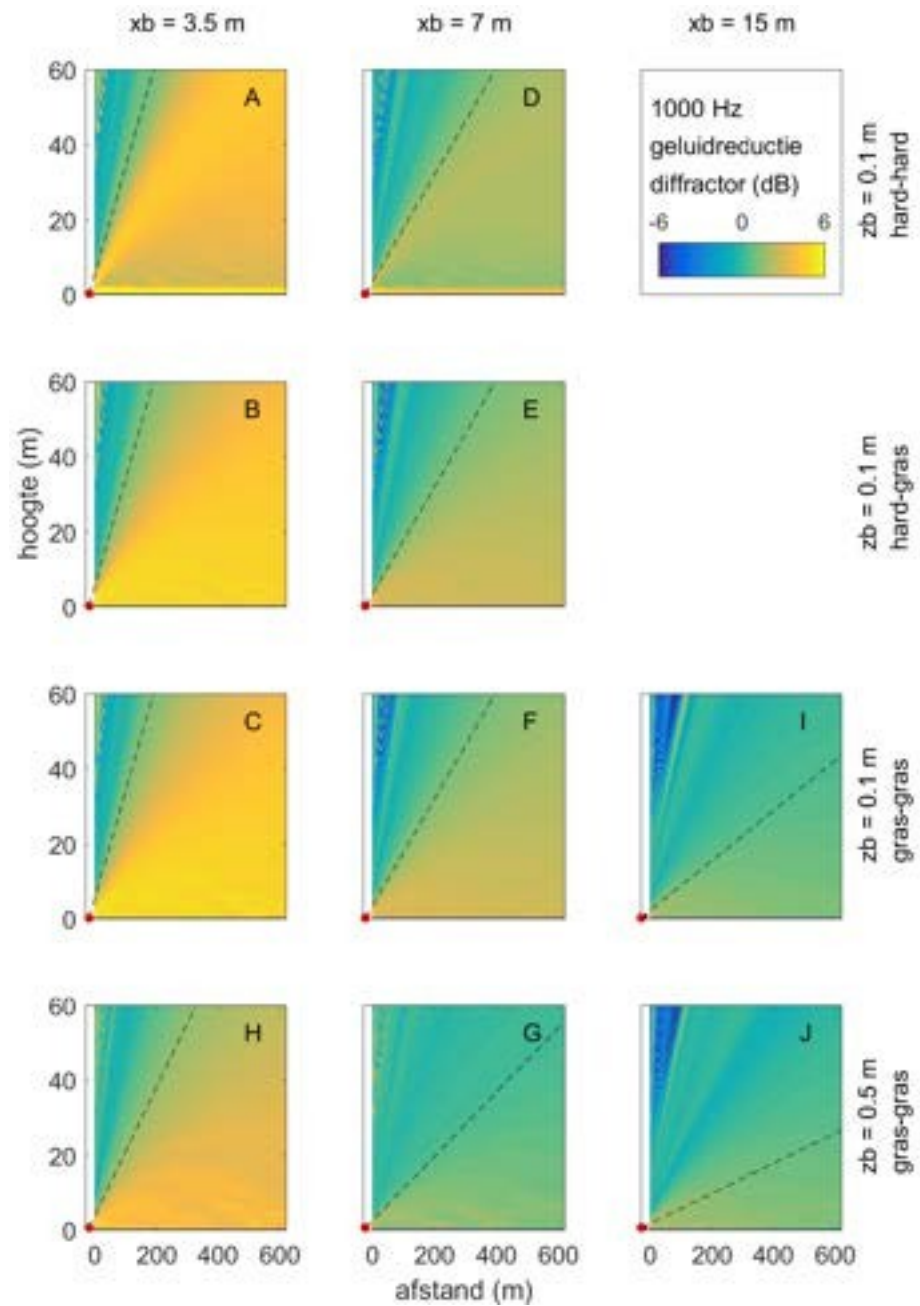 xb = 3.5 m
xb = 7 m
xb = 15 m
60
40
20
0
A
D
1000 Hz
geluidreductie
diffractor (dB)
-6 0 6
zb = 0.1 m
hard-hard
hoogte (m)
60
40
20
0
B
E
zb = 0.1 m
hard-gras
60
40
20
0
C
F
I
zb = 0.1 m
gras-gras
60
40
20
0
H
G
J
zb = 0.5 m
gras-gras
0 200 400 600
0 200 400 600
0 200 400 600
afstand (m)